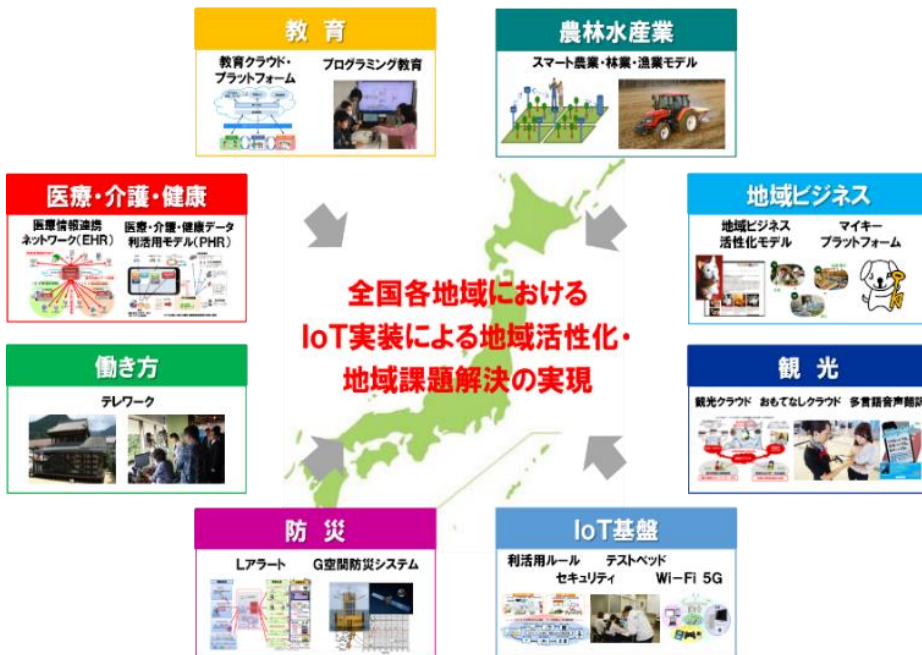 教 育
教育クラウド・
プラットフォーム
プログラミング教育
農林水産業
スマート農業・林業・漁業モデル
医療・介護・健康
医療情報連携
ネットワーク(EHR)
医療・介護・健康データ
利活用モデル(PHR)
地域ビジネス
地域ビジネス
活性化モデル
マイキー
プラットフォーム
全国各地域における
IoT実装による地域活性化・
地域課題解決の実現
働き方
テレワーク
観 光
観光クラウド おもてなしクラウド 多言語音声翻訳
防 災
Lアラート G空間防災システム
IoT基盤
利活用ルール テストベッド
セキュリティ Wi-Fi 5G